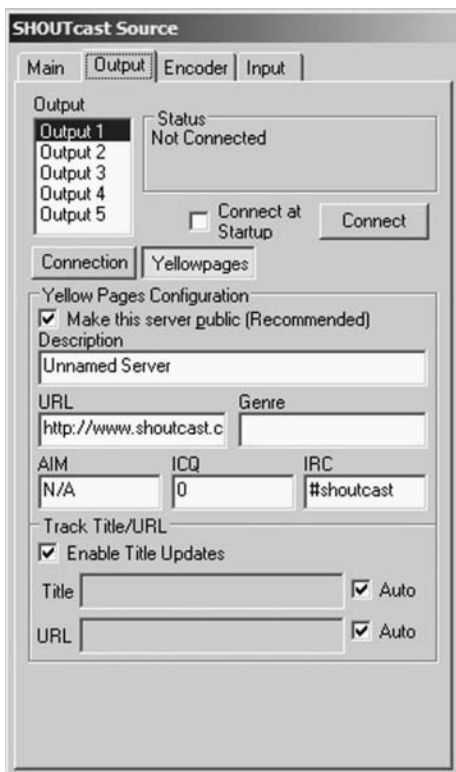 SHOUTcast Source
Main Output Encoder Input
Output
Output 1
Output 2
Output 3
Output 4
Output 5
Status
Not Connected
Connect at
Startup
Connect
Connection Yellowpages
Yellow Pages Configuration
Make this server public (Recommended)
Description
Unnamed Server
URL Genre
http://www.shoutcast.c
AIM ICQ IRC
N/A 0 #shoutcast
Track Title/URL
Enable Title Updates
Title Auto
URL Auto